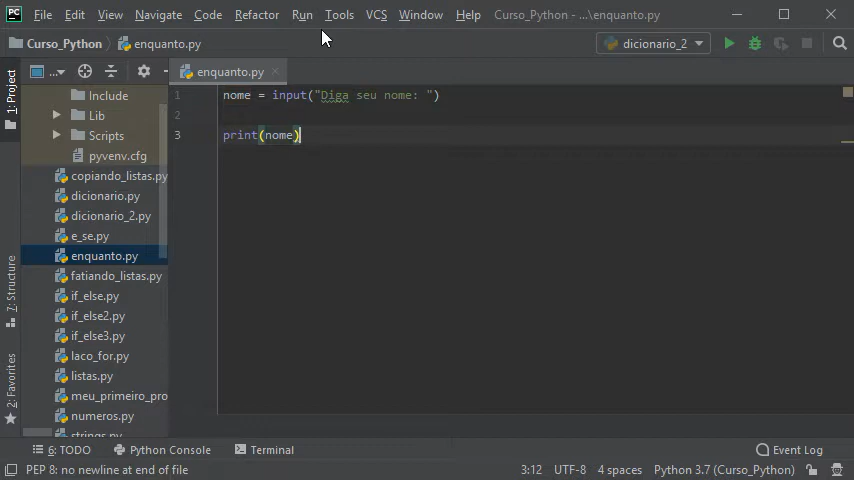 PC File Edit View Navigate Code Refactor Run Tools VCS Window Help Curso_Python - ...\enquanto.py
Curso_Python enquanto.py dicionario_2
1: Project
7: Structure
2: Favorites
...
Include
Lib
Scripts
pyvenv.cfg
copiando_listas.py
dicionario.py
dicionario_2.py
e_se.py
enquanto.py
fatiando_listas.py
if_else.py
if_else2.py
if_else3.py
laco_for.py
listas.py
meu_primeiro_pro
numeros.py
strings.py
enquanto.py
1 nome = input("Diga seu nome: ")
2
3 print(nome)
6: TODO Python Console Terminal Event Log
PEP 8: no newline at end of file 3:12 UTF-8 4 spaces Python 3.7 (Curso_Python)